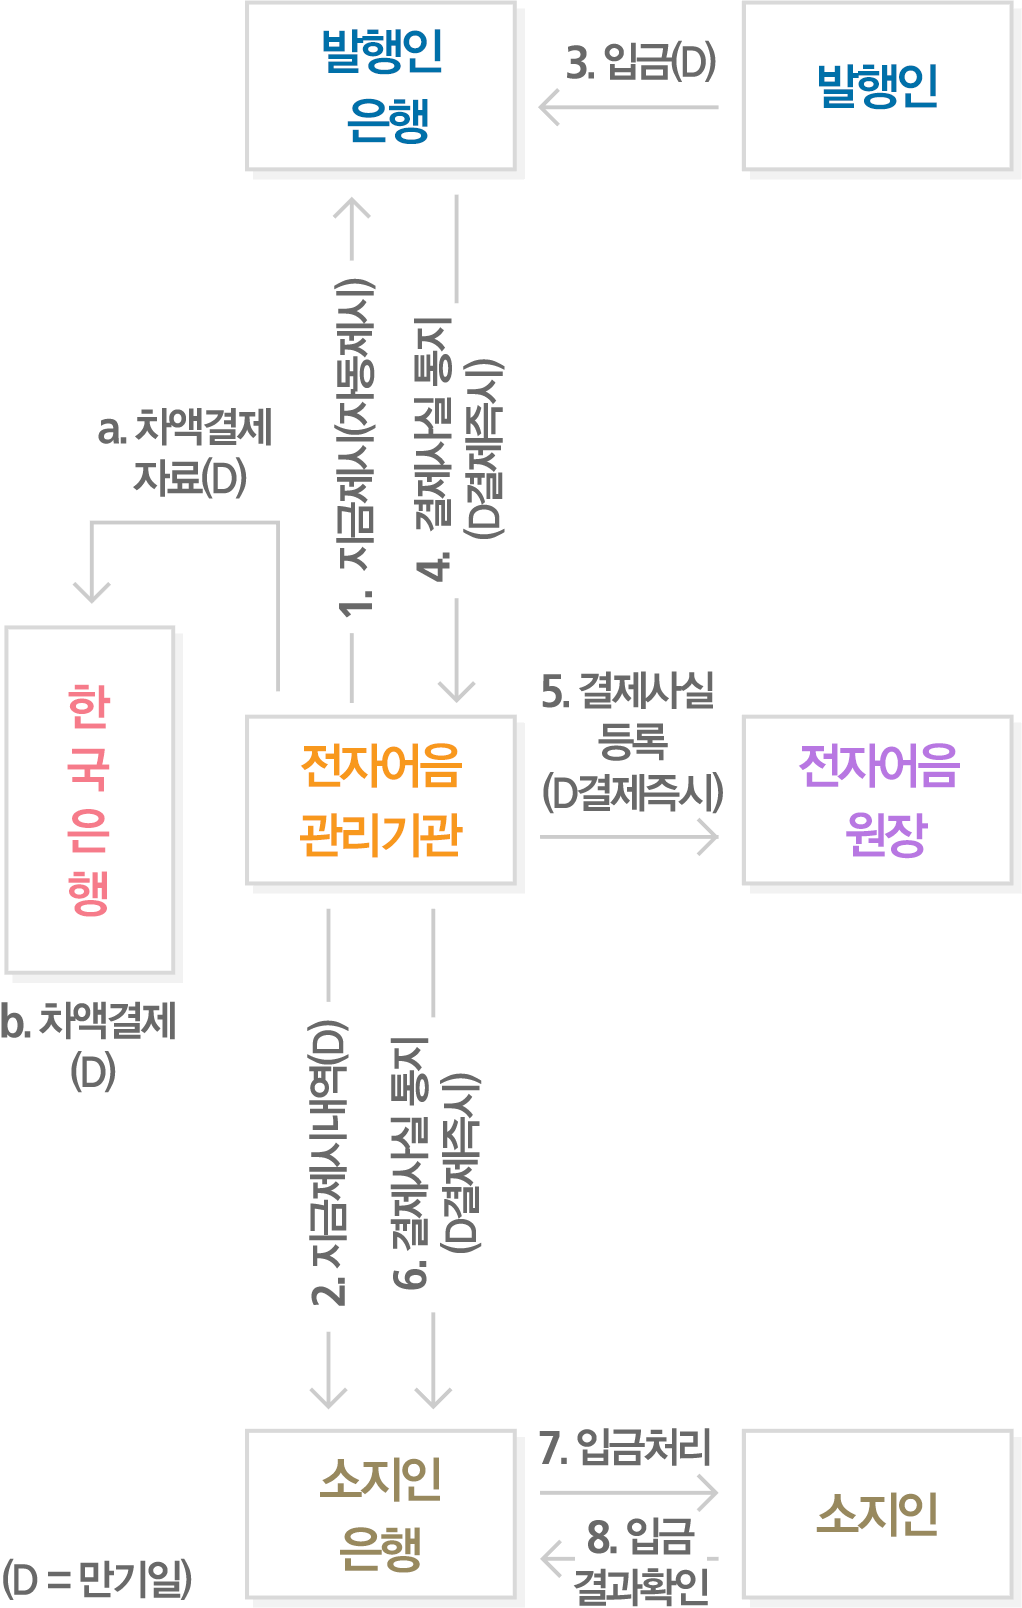 발행인
은행
3. 입금(D)
발행인
1. 지급제시(자동제시)
4. 결제사실 통지
(D결제즉시)
a. 차액결제
자료(D)
한국은행
b. 차액결제
(D)
전자어음
관리기관
5. 결제사실
등록
(D결제즉시)
전자어음
원장
2. 지급제시내역(D)
6. 결제사실 통지
(D결제즉시)
소지인
은행
7. 입금처리
8. 입금
결과확인
소지인
(D = 만기일)